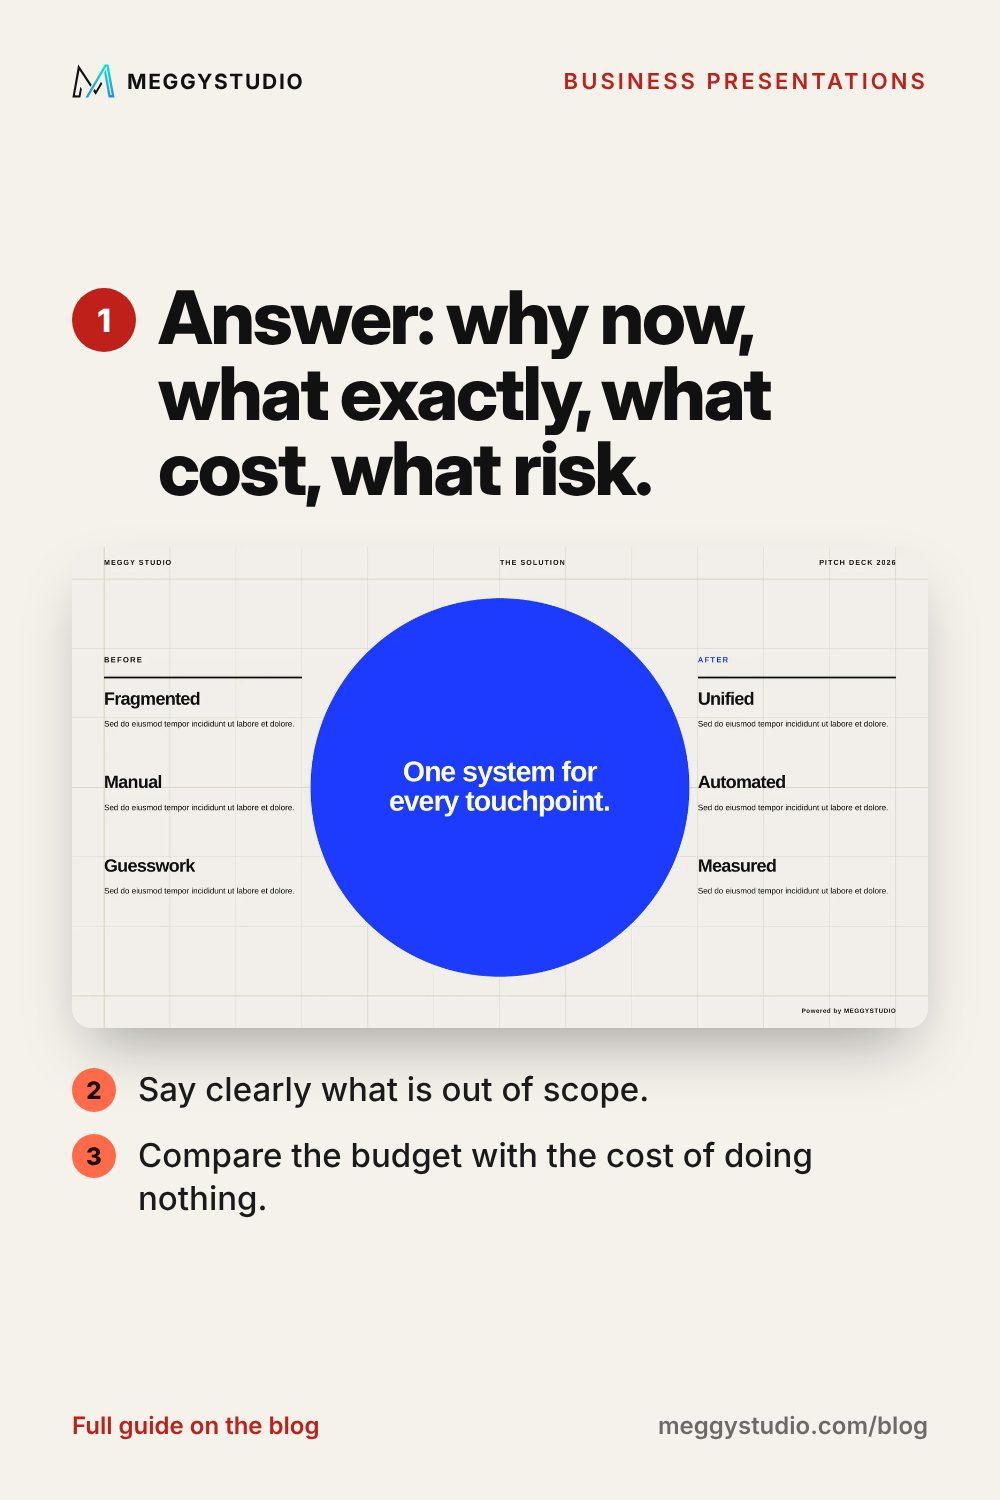 MEGGYSTUDIO
BUSINESS PRESENTATIONS
1
Answer: why now,
what exactly, what
cost, what risk.
MEGGY STUDIO
THE SOLUTION
PITCH DECK 2026
BEFORE
Fragmented
Sed do eiusmod tempor incididunt ut labore et dolore.
Manual
Sed do eiusmod tempor incididunt ut labore et dolore.
Guesswork
Sed do eiusmod tempor incididunt ut labore et dolore.
One system for
every touchpoint.
AFTER
Unified
Sed do eiusmod tempor incididunt ut labore et dolore.
Automated
Sed do eiusmod tempor incididunt ut labore et dolore.
Measured
Sed do eiusmod tempor incididunt ut labore et dolore.
Powered by MEGGYSTUDIO
2 Say clearly what is out of scope.
3 Compare the budget with the cost of doing
nothing.
Full guide on the blog
meggystudio.com/blog